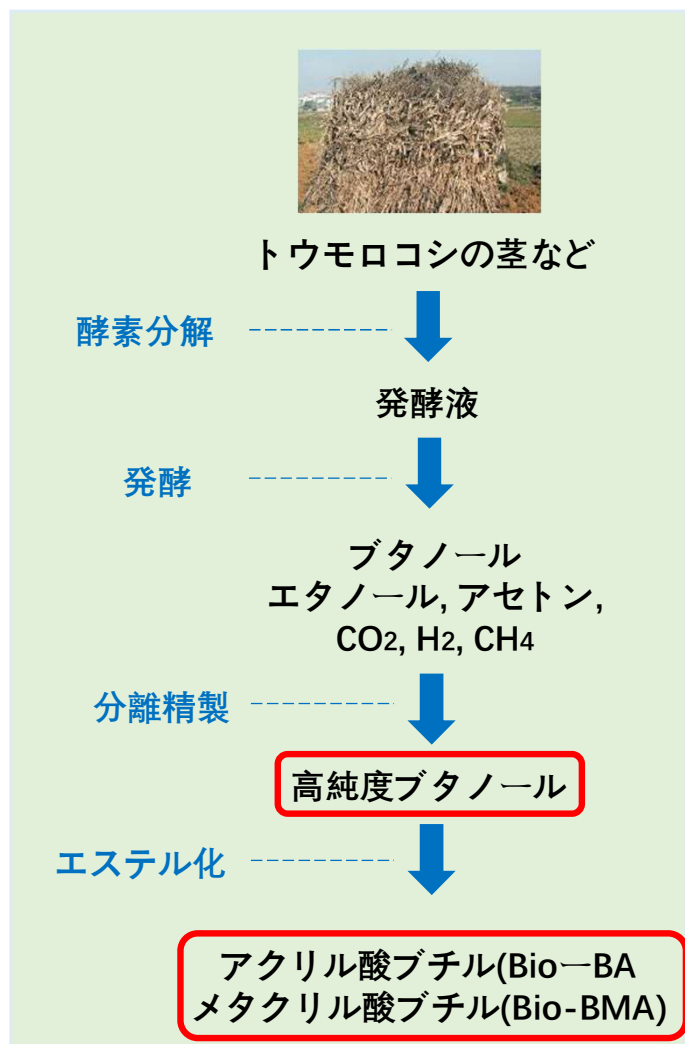 トウモロコシの茎など
酵素分解
発酵液
発酵
ブタノール
エタノール, アセトン,
CO2, H2, CH4
分離精製
高純度ブタノール
エステル化
アクリル酸ブチル(Bio一BA
メタクリル酸ブチル(Bio-BMA)